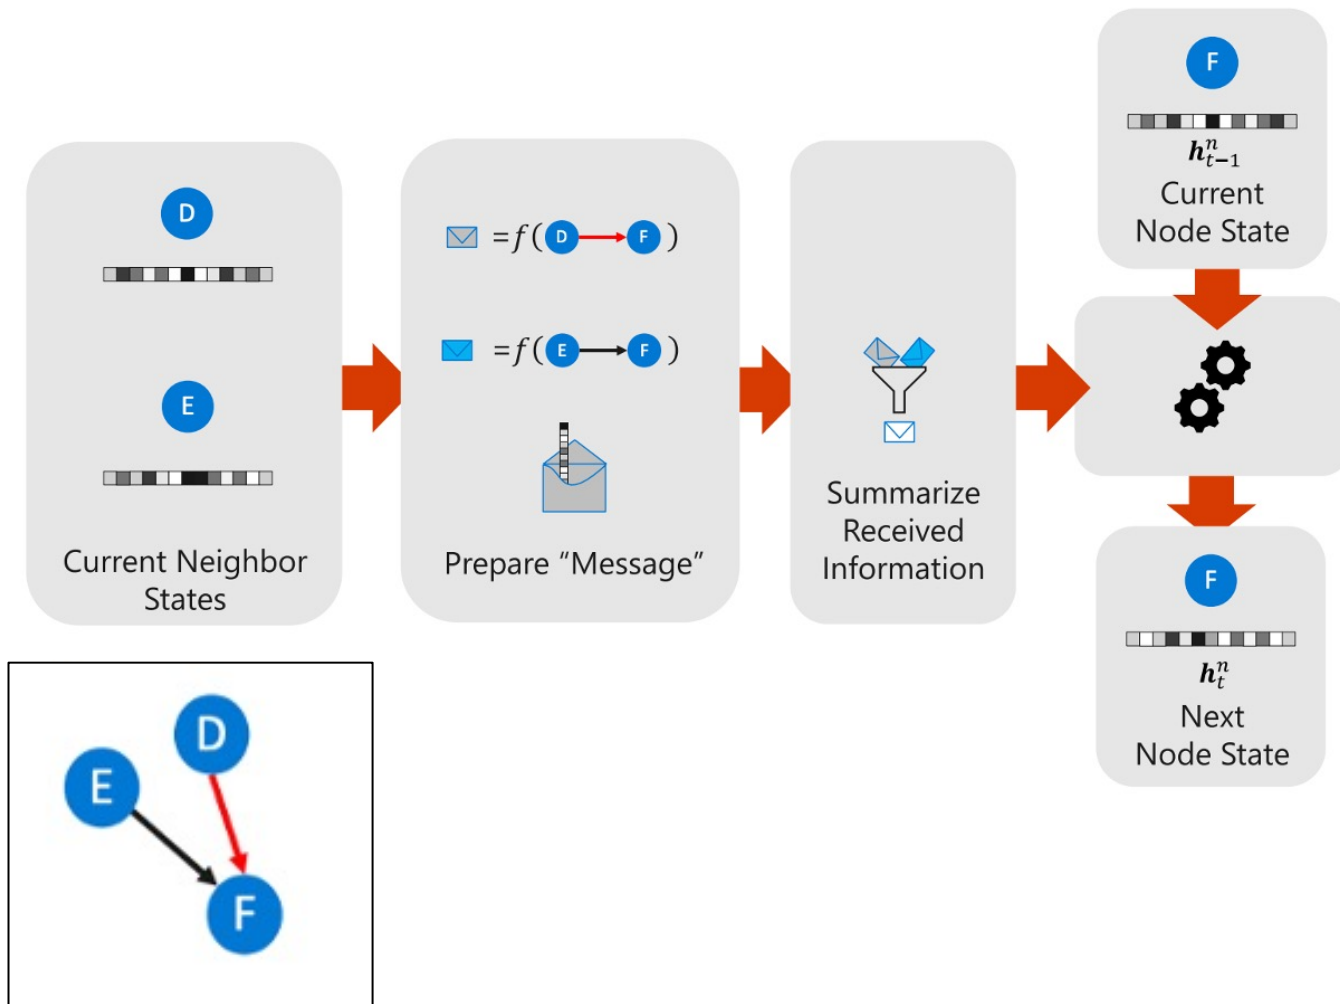 D
E
Current Neighbor
States
=f( D F )
=f( E F )
Prepare “Message”
Summarize
Received
Information
F
h^n_{t−1}
Current
Node State
F
h^n_t
Next
Node State
D
E
F